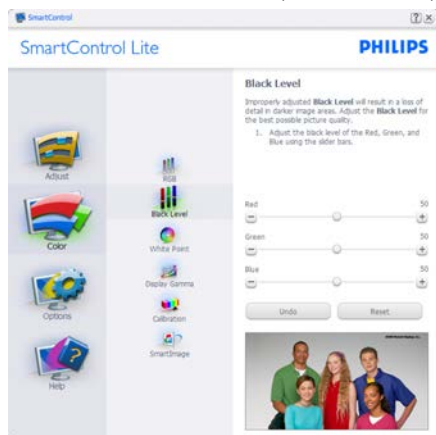 SmartControl
SmartControl Lite
PHILIPS
Adjust
Color
Options
Help
RGB
Black Level
White Point
Display Gamma
Calibration
SmartImage
Black Level
Improperly adjusted Black Level will result in a loss of
detail in darker image areas. Adjust the Black Level for
the best possible picture quality.
1. Adjust the black level of the Red, Green, and
Blue using the slider bars.
Red 50
Green 50
Blue 50
Undo Reset